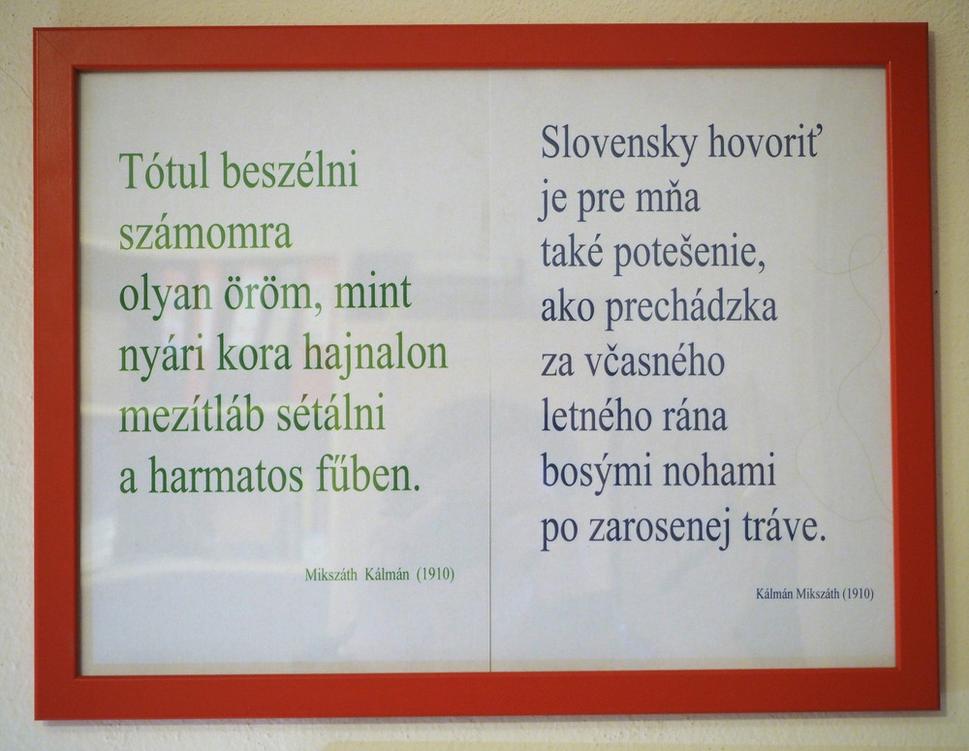 Tótul beszélni
számomra
olyan öröm, mint
nyári kora hajnalon
mezítláb sétálni
a harmatos fűben.
Mikszáth Kálmán (1910)
Slovensky hovoriť
je pre mňa
také potešenie,
ako prechádzka
za včasného
letného rána
bosými nohami
po zarosenej tráve.
Kálmán Mikszáth (1910)